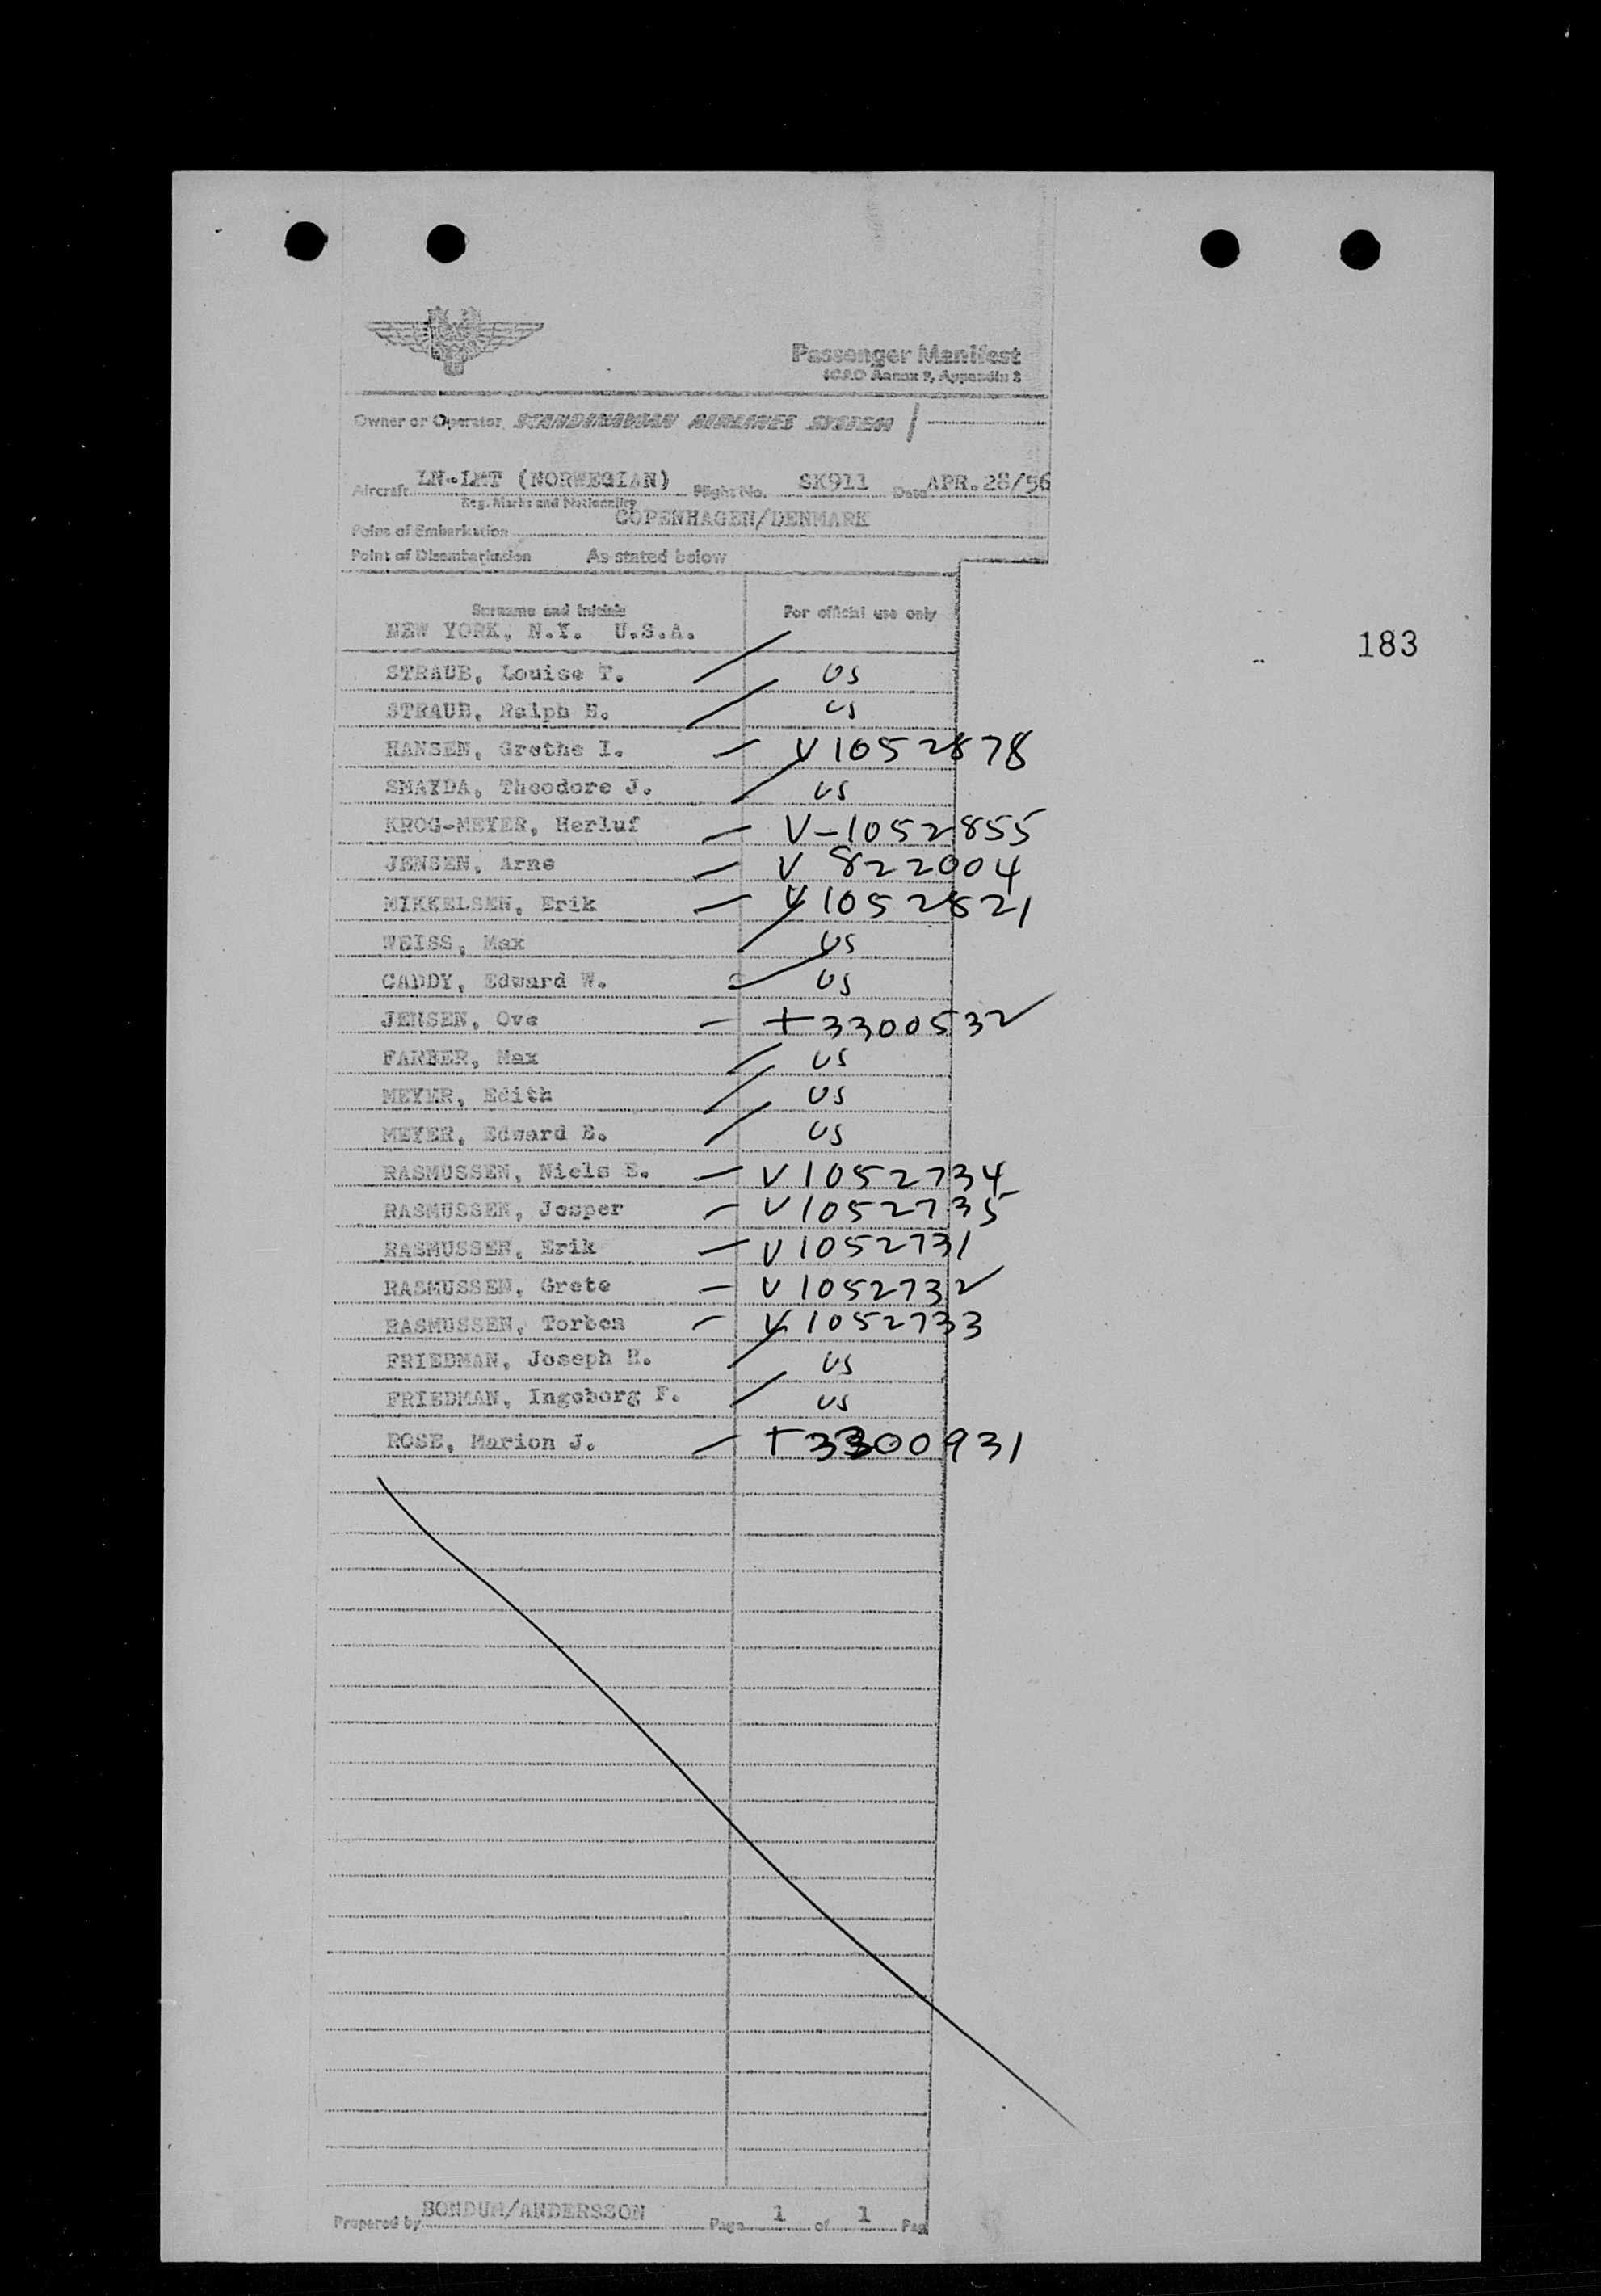 Passenger Manifest
ICAO Annex 9, Appendix 2
Owner or Operator SCANDINAVIAN AIRLINES SYSTEM
Aircraft (NORWEGIAN) Flight No. SK911 Date APR.28/56
Reg. Marks and Nationality
COPENHAGEN/DENMARK
Point of Embarkation
Point of Disembarkation As stated below
Surname and Initials For official use only
NEW YORK, N.Y. U.S.A.
183
STRAUB, Louise T. US
STRAUB, Ralph E. US
HANSEN, Grethe I. — V1052878
SMAYDA, Theodore J. US
KROG-MEYER, Herluf — V-1052855
JENSEN, Arne — V 822004
MIKKELSEN, Erik — V1052821
WEISS, Max US
CADDY, Edward W. US
JENSEN, Ove — T3300532
FARBER, Max US
MEYER, Edith US
MEYER, Edward E. US
RASMUSSEN, Niels E. — V1052734
RASMUSSEN, Jesper — V1052735
RASMUSSEN, Erik — V1052731
RASMUSSEN, Grete — V1052732
RASMUSSEN, Torben — V1052733
FRIEDMAN, Joseph H. US
FRIEDMAN, Ingeborg F. US
ROSE, Marion J. — T3300931
Prepared by BONDUM/ANDERSSON Page 1 of 1 Pag